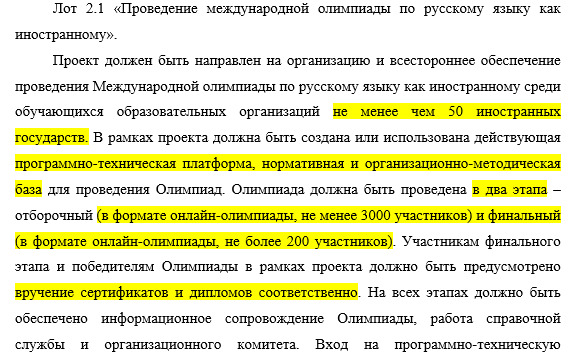 Лот 2.1 «Проведение международной олимпиады по русскому языку как
иностранному».
Проект должен быть направлен на организацию и всестороннее обеспечение
проведения Международной олимпиады по русскому языку как иностранному среди
обучающихся образовательных организаций не менее чем 50 иностранных
государств. В рамках проекта должна быть создана или использована действующая
программно-техническая платформа, нормативная и организационно-методическая
база для проведения Олимпиад. Олимпиада должна быть проведена в два этапа –
отборочный (в формате онлайн-олимпиады, не менее 3000 участников) и финальный
(в формате онлайн-олимпиады, не более 200 участников). Участникам финального
этапа и победителям Олимпиады в рамках проекта должно быть предусмотрено
вручение сертификатов и дипломов соответственно. На всех этапах должно быть
обеспечено информационное сопровождение Олимпиады, работа справочной
службы и организационного комитета. Вход на программно-техническую